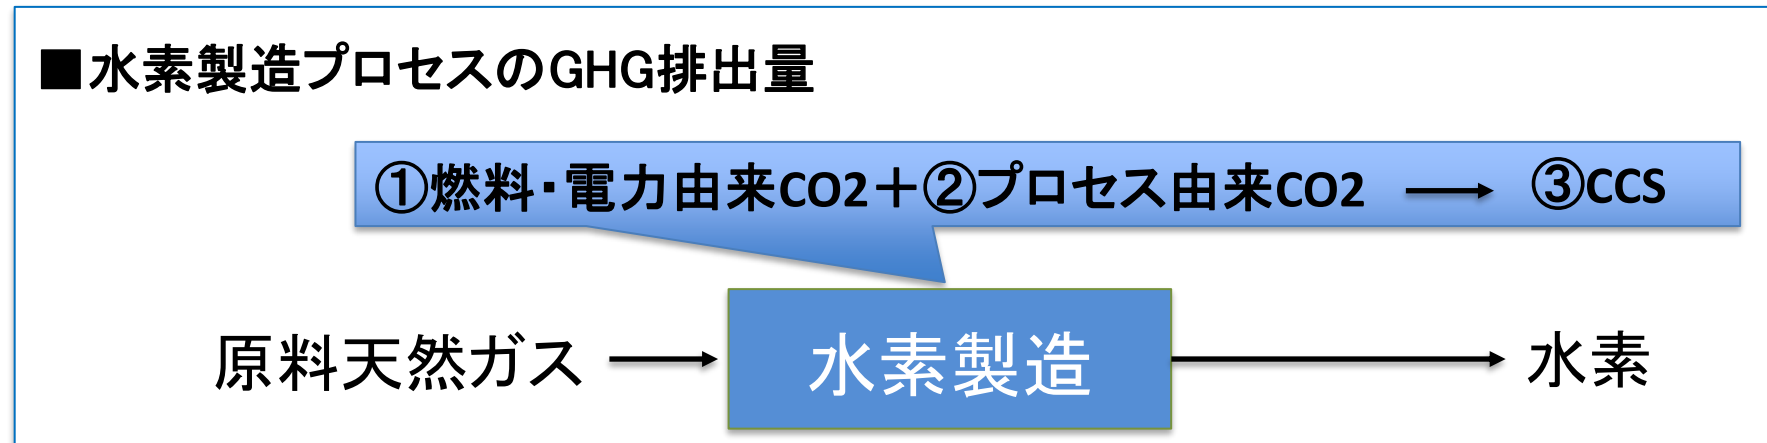 ■水素製造プロセスのGHG排出量
①燃料・電力由来CO2＋②プロセス由来CO2 → ③CCS
原料天然ガス → 水素製造 → 水素